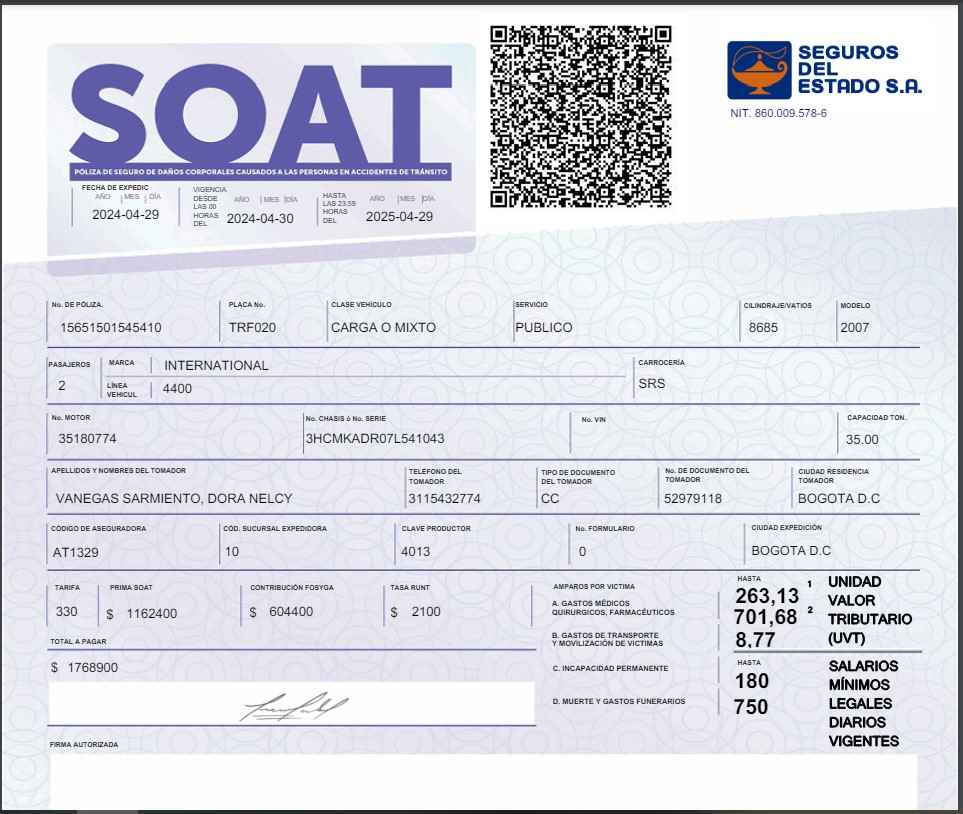 SOAT
PÓLIZA DE SEGURO DE DAÑOS CORPORALES CAUSADOS A LAS PERSONAS EN ACCIDENTES DE TRÁNSITO
FECHA DE EXPEDIC
AÑO MES DÍA
2024-04-29
VIGENCIA
DESDE
LAS 00
HORAS
DEL
AÑO MES DÍA
2024-04-30
HASTA
LAS 23:59
HORAS
DEL
AÑO MES DÍA
2025-04-29
SEGUROS
DEL
ESTADO S.A.
NIT. 860.009.578-6
No. DE PÓLIZA. PLACA No. CLASE VEHÍCULO SERVICIO CILINDRAJE/VATIOS MODELO
15651501545410 TRF020 CARGA O MIXTO PUBLICO 8685 2007
PASAJEROS MARCA INTERNATIONAL CARROCERÍA
2 LÍNEA VEHICUL 4400 SRS
No. MOTOR No. CHASIS ó No. SERIE No. VIN CAPACIDAD TON.
35180774 3HCMKADR07L541043 35.00
APELLIDOS Y NOMBRES DEL TOMADOR TELEFONO DEL TOMADOR TIPO DE DOCUMENTO DEL TOMADOR No. DE DOCUMENTO DEL TOMADOR CIUDAD RESIDENCIA TOMADOR
VANEGAS SARMIENTO, DORA NELCY 3115432774 CC 52979118 BOGOTA D.C
CÓDIGO DE ASEGURADORA CÓD. SUCURSAL EXPEDIDORA CLAVE PRODUCTOR No. FORMULARIO CIUDAD EXPEDICIÓN
AT1329 10 4013 0 BOGOTA D.C
TARIFA PRIMA SOAT CONTRIBUCIÓN FOSYGA TASA RUNT
330 $ 1162400 $ 604400 $ 2100
TOTAL A PAGAR
$ 1768900
FIRMA AUTORIZADA
AMPAROS POR VICTIMA
A. GASTOS MÉDICOS
QUIRURGICOS, FARMACÉUTICOS
B. GASTOS DE TRANSPORTE
Y MOVILIZACIÓN DE VICTIMAS
C. INCAPACIDAD PERMANENTE
D. MUERTE Y GASTOS FUNERARIOS
HASTA
263,13 1
701,68 2
8,77
UNIDAD
VALOR
TRIBUTARIO
(UVT)
HASTA
180
750
SALARIOS
MÍNIMOS
LEGALES
DIARIOS
VIGENTES